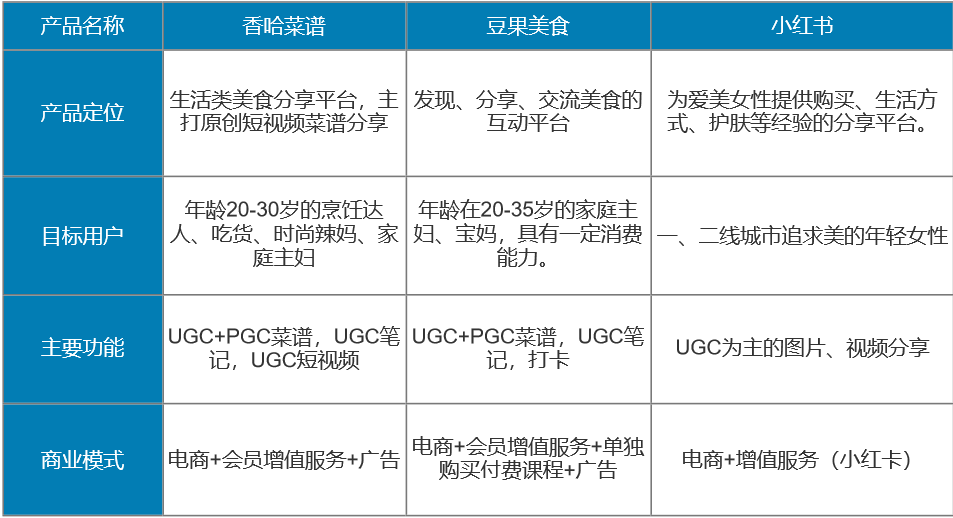 产品名称
香哈菜谱
豆果美食
小红书
产品定位
生活类美食分享平台，主
打原创短视频菜谱分享
发现、分享、交流美食的
互动平台
为爱美女性提供购买、生活方
式、护肤等经验的分享平台。
目标用户
年龄20-30岁的烹饪达
人、吃货、时尚辣妈、家
庭主妇
年龄在20-35岁的家庭主
妇、宝妈，具有一定消费
能力。
一、二线城市追求美的年轻女性
主要功能
UGC+PGC菜谱，UGC笔
记，UGC短视频
UGC+PGC菜谱，UGC笔
记，打卡
UGC为主的图片、视频分享
商业模式
电商+会员增值服务+广告
电商+会员增值服务+单独
购买付费课程+广告
电商+增值服务（小红卡）